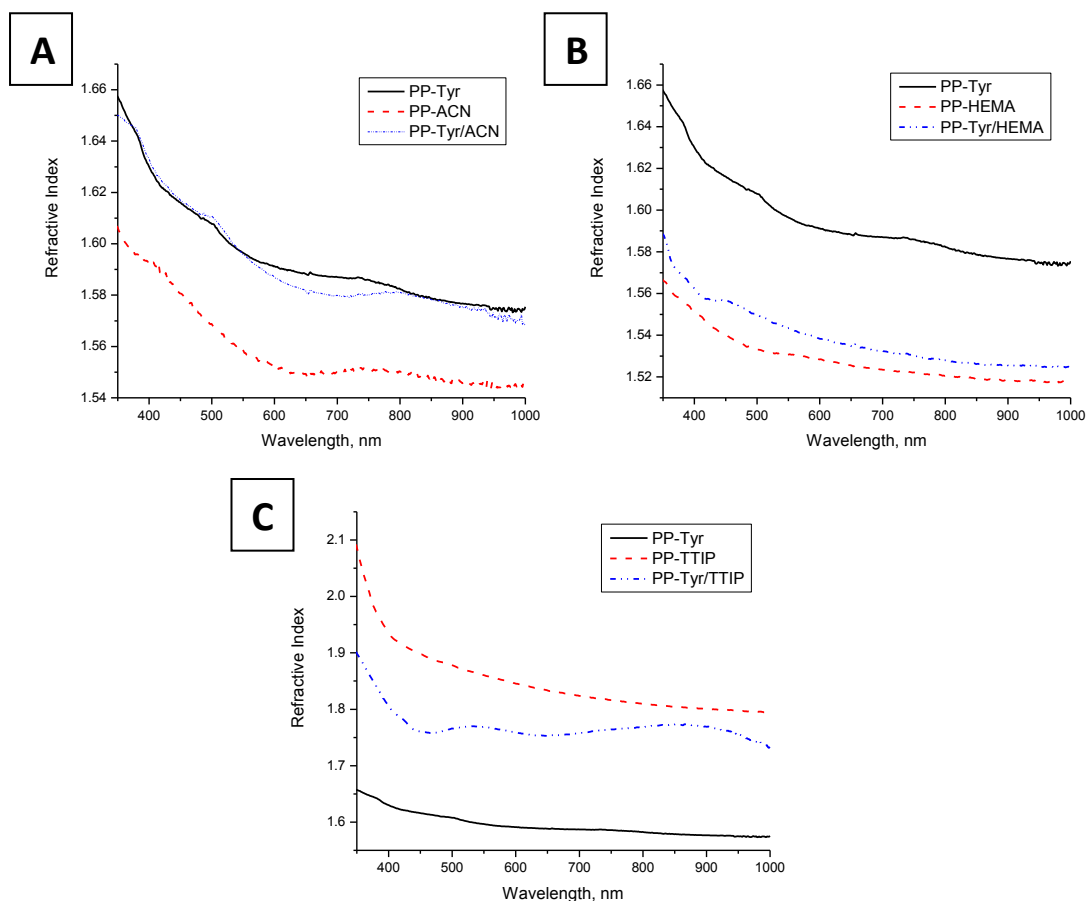 A
PP-Tyr
PP-ACN
PP-Tyr/ACN
1.66
1.64
1.62
1.60
1.58
1.56
1.54
Refractive Index
400 500 600 700 800 900 1000
Wavelength, nm
B
PP-Tyr
PP-HEMA
PP-Tyr/HEMA
1.66
1.64
1.62
1.60
1.58
1.56
1.54
1.52
Refractive Index
400 500 600 700 800 900 1000
Wavelength, nm
C
PP-Tyr
PP-TTIP
PP-Tyr/TTIP
2.1
2.0
1.9
1.8
1.7
1.6
Refractive Index
400 500 600 700 800 900 1000
Wavelength, nm